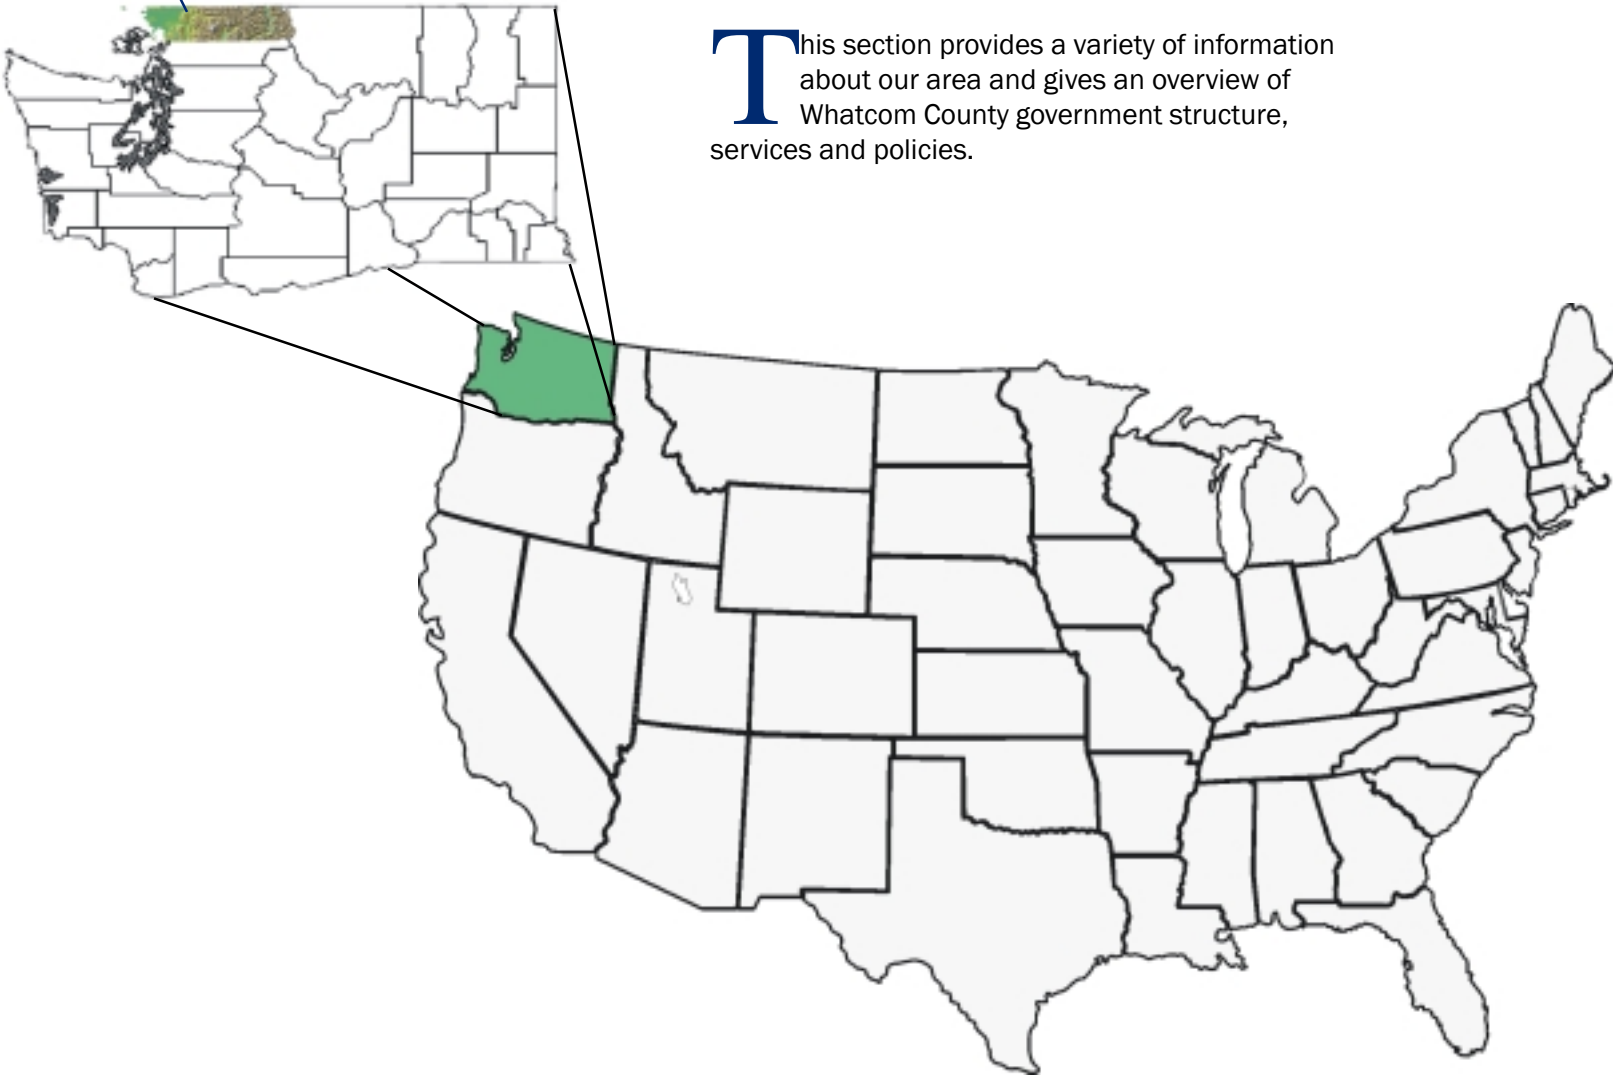 This section provides a variety of information
about our area and gives an overview of
Whatcom County government structure,
services and policies.